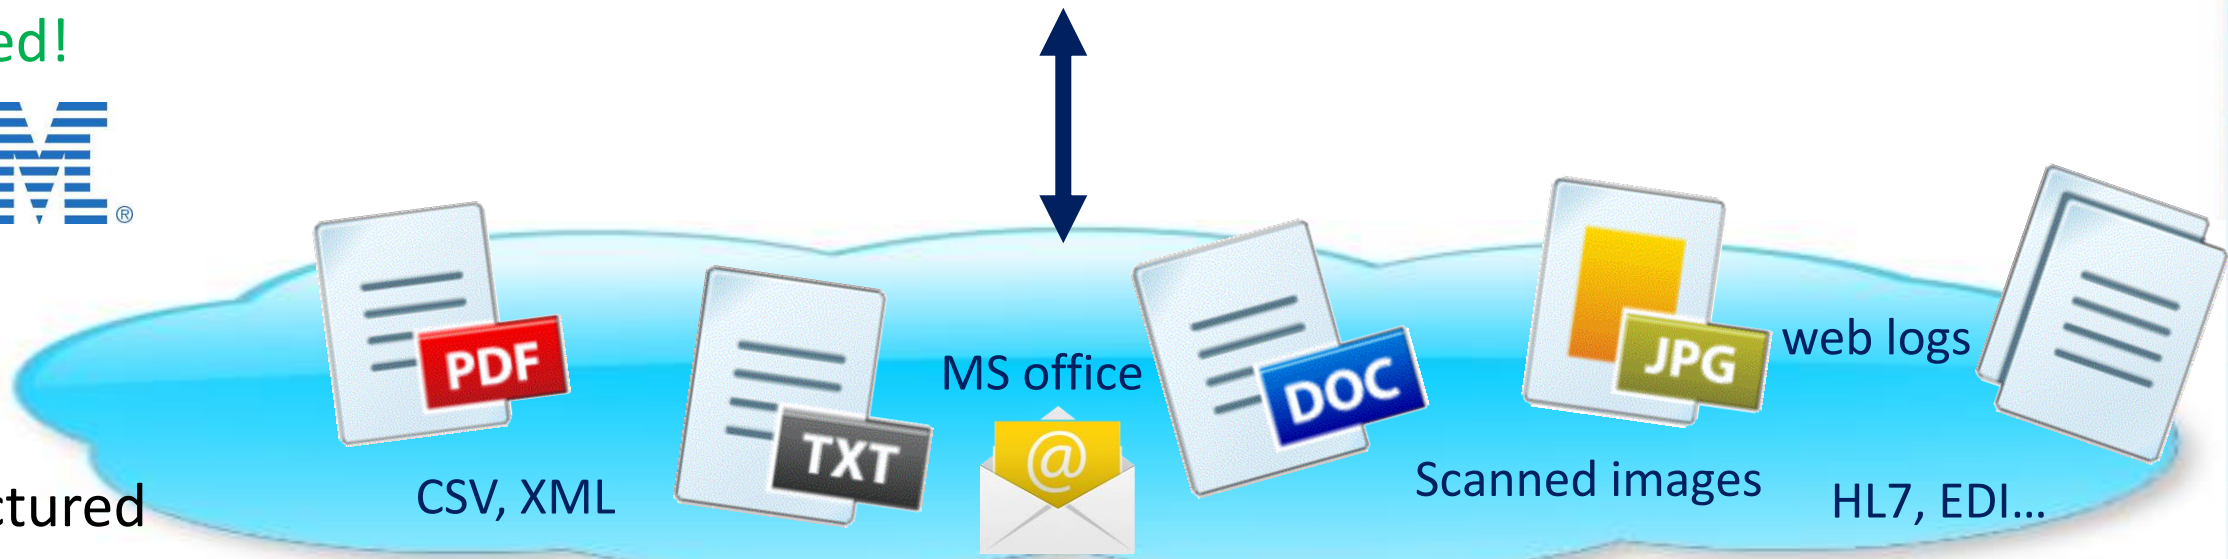 ed!
M®
PDF
TXT
MS office
@
DOC
JPG
web logs
CSV, XML
Scanned images
HL7, EDI...
ctured